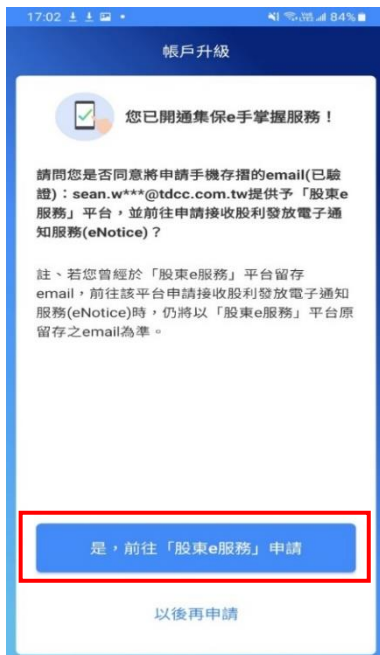 17:02
84%
帳戶升級
您已開通集保e手掌握服務！
請問您是否同意將申請手機存摺的email(已驗
證)：sean.w***@tdcc.com.tw提供予「股東e
服務」平台，並前往申請接收股利發放電子通
知服務(eNotice)？
註、若您曾經於「股東e服務」平台留存
email，前往該平台申請接收股利發放電子通知
服務(eNotice)時，仍將以「股東e服務」平台原
留存之email為準。
是，前往「股東e服務」申請
以後再申請